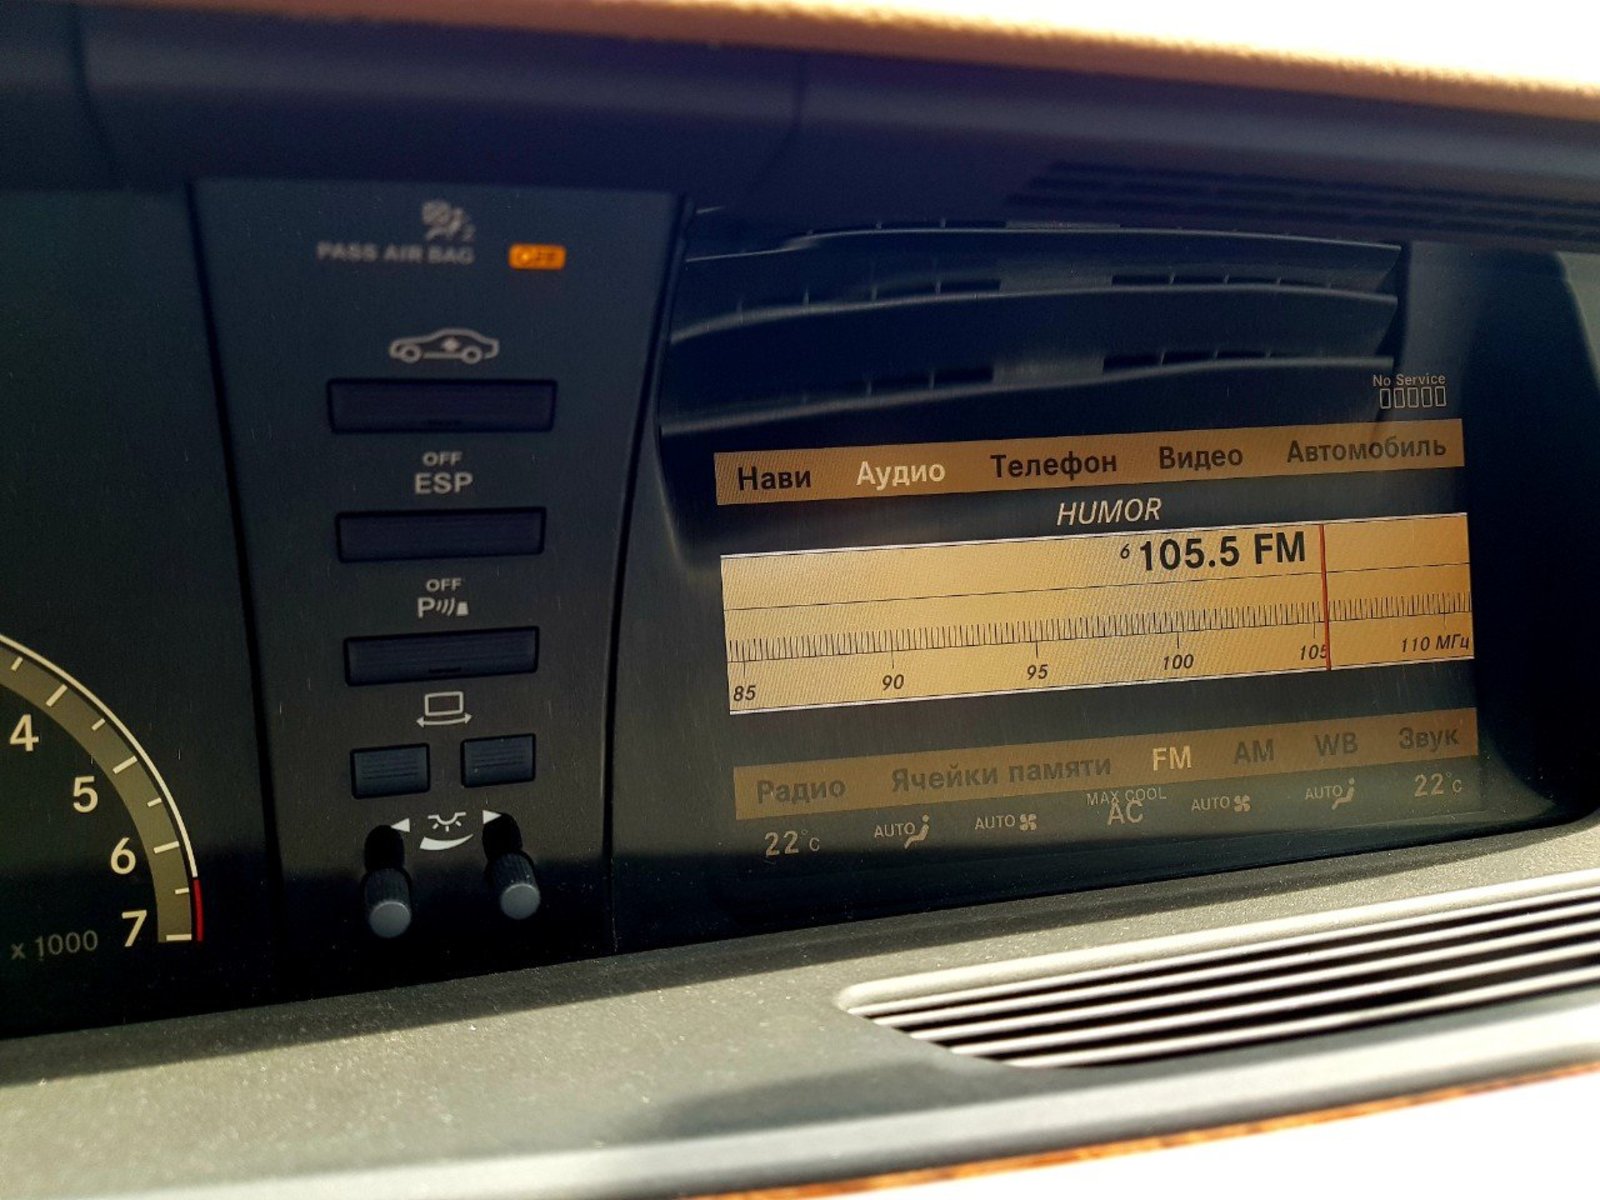 PASS AIR BAG OFF
OFF
ESP
OFF
P
4
5
6
7
x 1000
No Service
Нави Аудио Телефон Видео Автомобиль
HUMOR
6 105.5 FM
85 90 95 100 105 110 МГц
Радио Ячейки памяти FM AM WB Звук
22°C AUTO AUTO MAX COOL AC AUTO AUTO 22°C